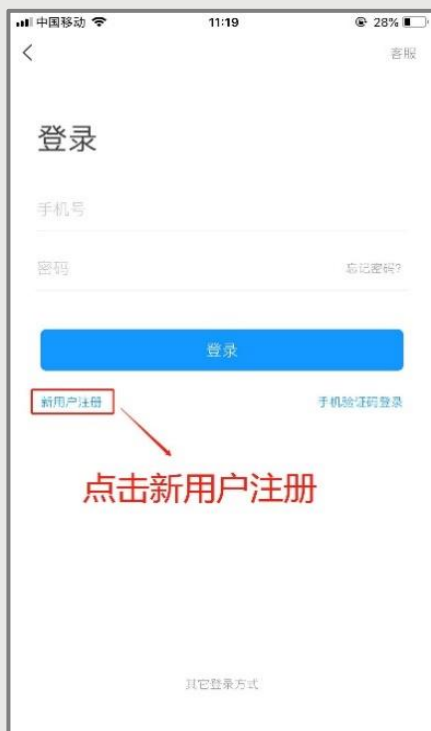 中国移动 11:19 28%
客服
登录
手机号
密码 忘记密码?
登录
新用户注册 手机验证码登录
点击新用户注册
其它登录方式